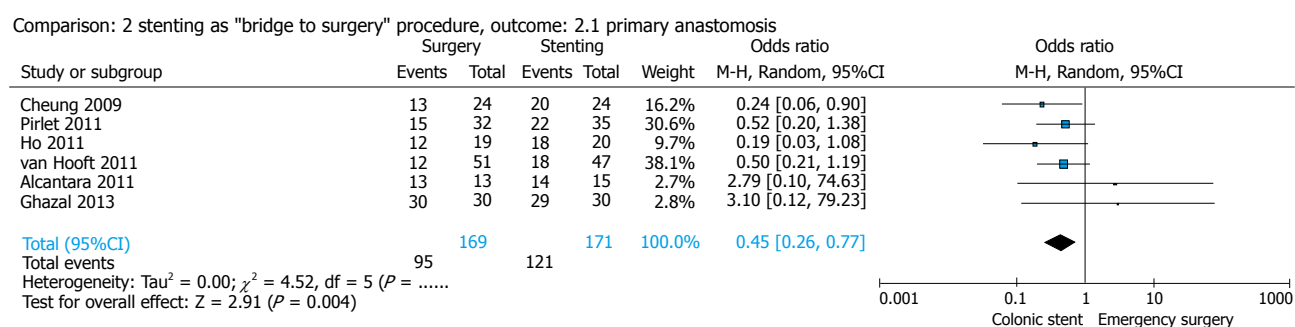 Comparison: 2 stenting as "bridge to surgery" procedure, outcome: 2.1 primary anastomosis
Surgery Stenting Odds ratio Odds ratio
Study or subgroup Events Total Events Total Weight M-H, Random, 95%CI M-H, Random, 95%CI
Cheung 2009 13 24 20 24 16.2% 0.24 [0.06, 0.90]
Pirlet 2011 15 32 22 35 30.6% 0.52 [0.20, 1.38]
Ho 2011 12 19 18 20 9.7% 0.19 [0.03, 1.08]
van Hooft 2011 12 51 18 47 38.1% 0.50 [0.21, 1.19]
Alcantara 2011 13 13 14 15 2.7% 2.79 [0.10, 74.63]
Ghazal 2013 30 30 29 30 2.8% 3.10 [0.12, 79.23]
Total (95%CI) 169 171 100.0% 0.45 [0.26, 0.77]
Total events 95 121
Heterogeneity: Tau² = 0.00; χ² = 4.52, df = 5 (P = ......
Test for overall effect: Z = 2.91 (P = 0.004)
0.001 0.1 1 10 1000
Colonic stent Emergency surgery